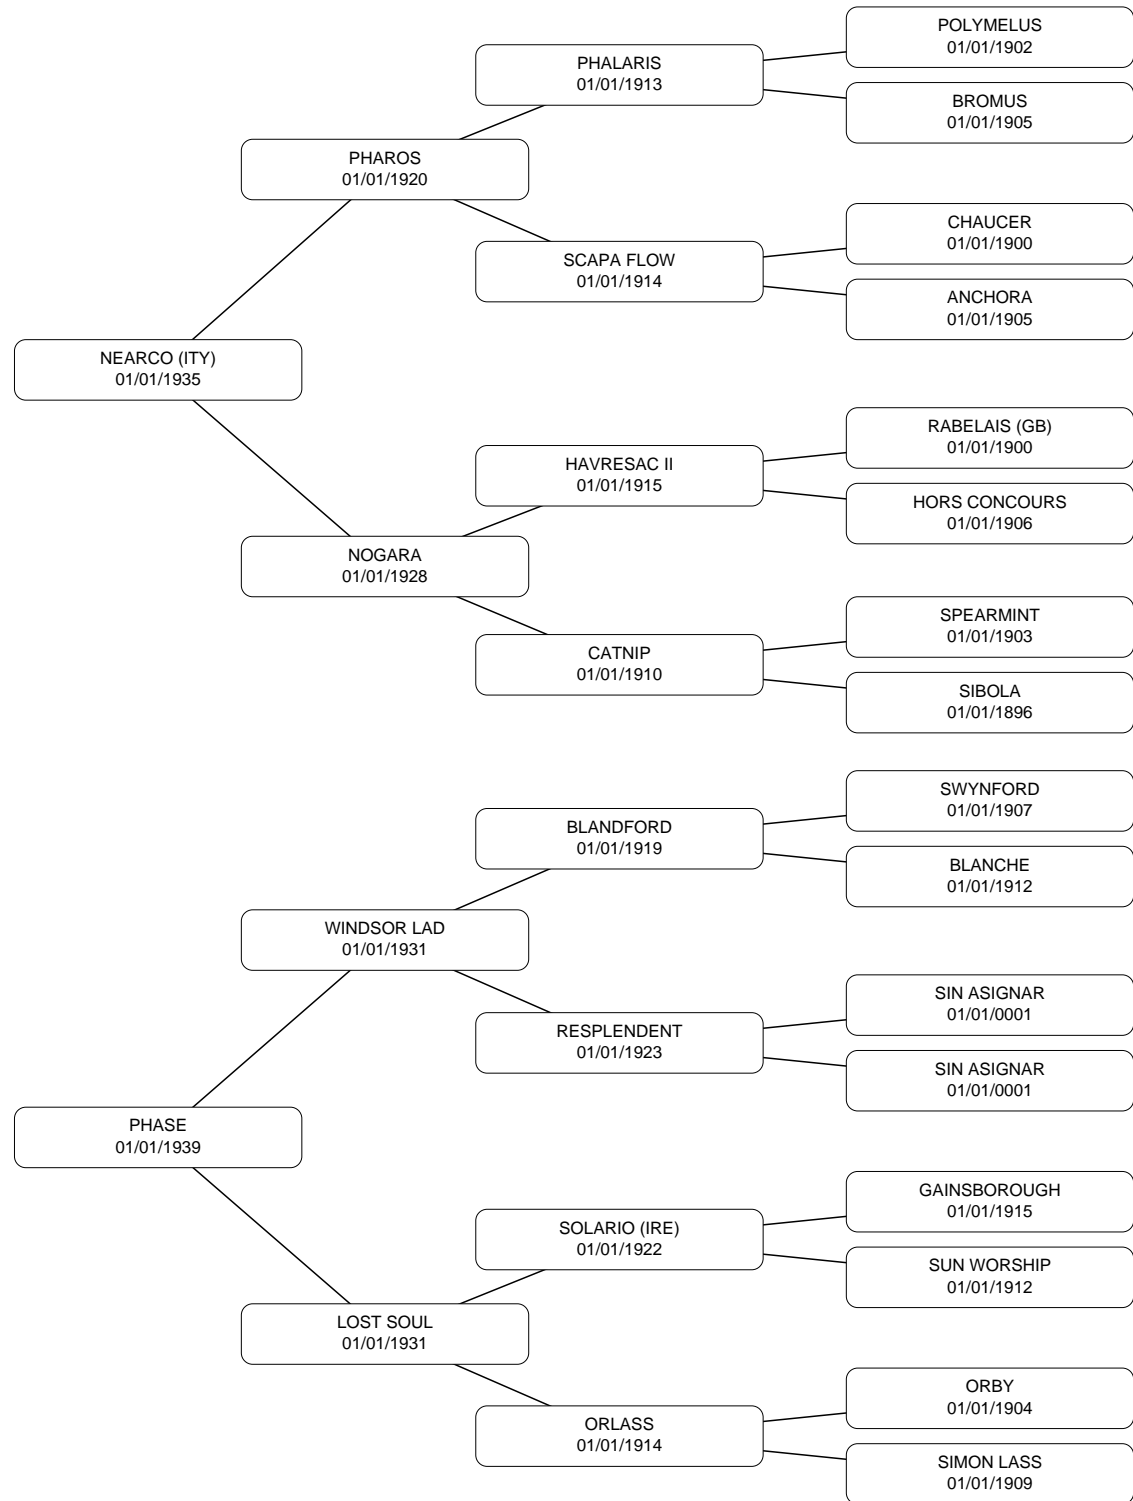 POLYMELUS
01/01/1902
PHALARIS
01/01/1913
BROMUS
01/01/1905
PHAROS
01/01/1920
CHAUCER
01/01/1900
SCAPA FLOW
01/01/1914
ANCHORA
01/01/1905
NEARCO (ITY)
01/01/1935
RABELAIS (GB)
01/01/1900
HAVRESAC II
01/01/1915
HORS CONCOURS
01/01/1906
NOGARA
01/01/1928
SPEARMINT
01/01/1903
CATNIP
01/01/1910
SIBOLA
01/01/1896
SWYNFORD
01/01/1907
BLANDFORD
01/01/1919
BLANCHE
01/01/1912
WINDSOR LAD
01/01/1931
SIN ASIGNAR
01/01/0001
RESPLENDENT
01/01/1923
SIN ASIGNAR
01/01/0001
PHASE
01/01/1939
GAINSBOROUGH
01/01/1915
SOLARIO (IRE)
01/01/1922
SUN WORSHIP
01/01/1912
LOST SOUL
01/01/1931
ORBY
01/01/1904
ORLASS
01/01/1914
SIMON LASS
01/01/1909